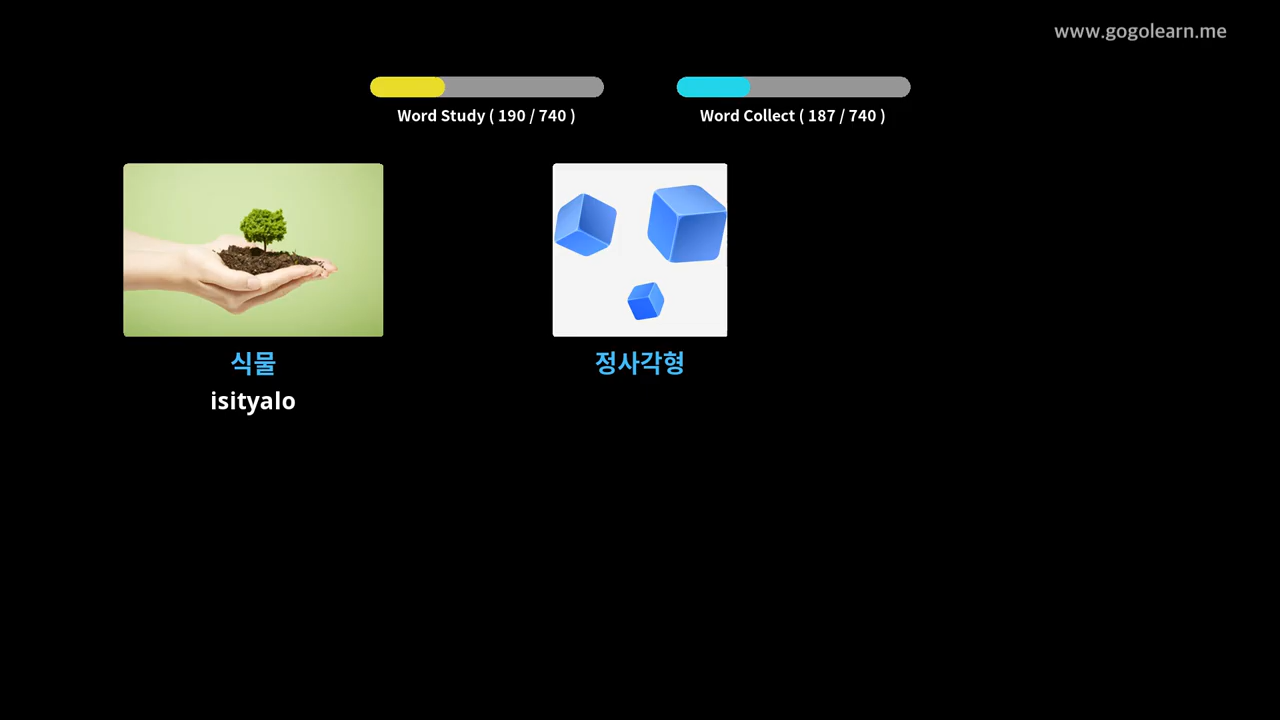 www.gogolearn.me
Word Study ( 190 / 740 )
Word Collect ( 187 / 740 )
식물
isityalo
정사각형